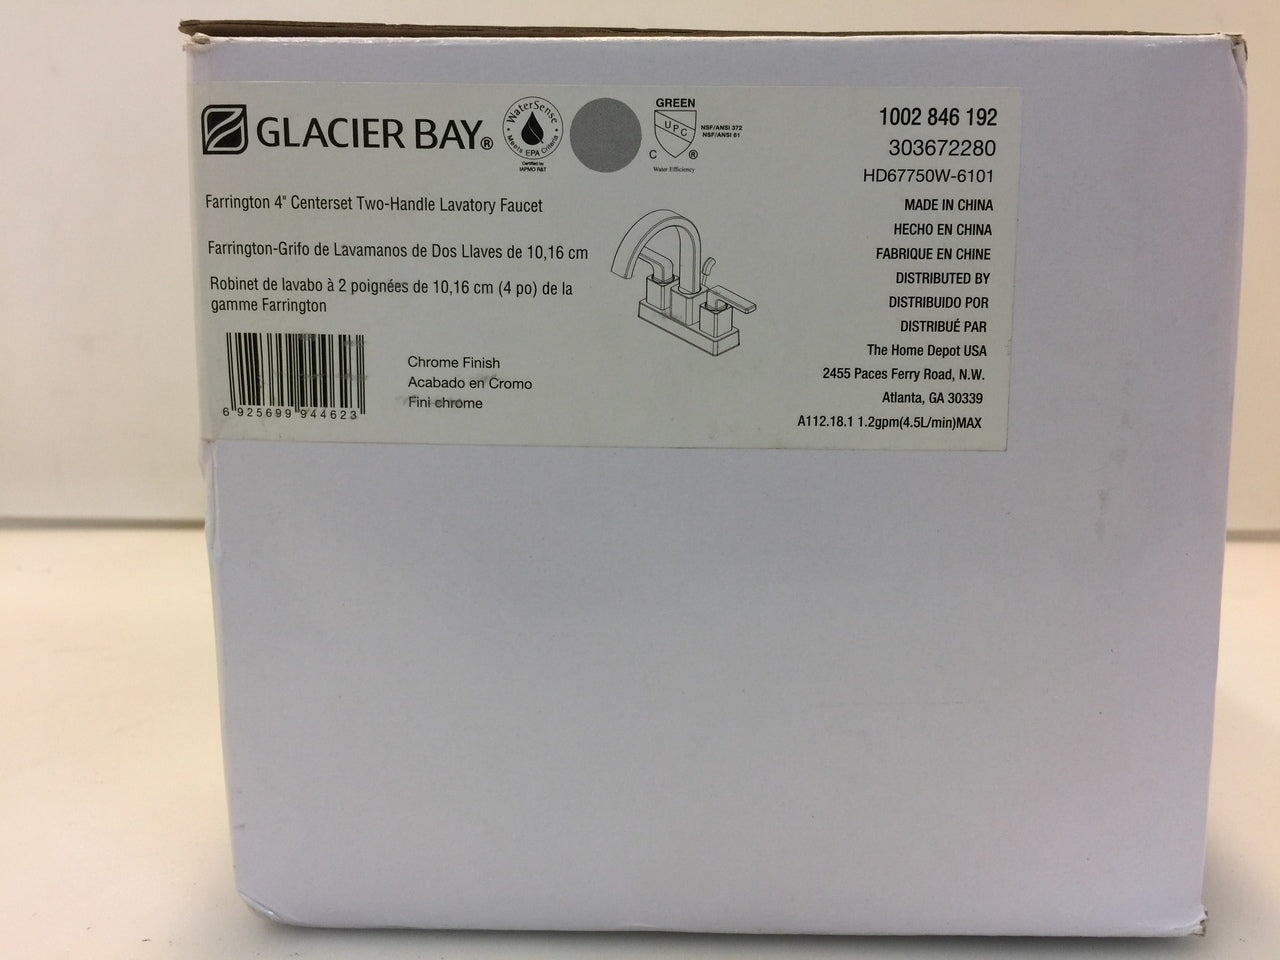 GLACIER BAY®
WaterSense
Meets EPA Criteria
Certified by
IAPMO R&T
GREEN
UPC
C ®
Water Efficiency
NSF/ANSI 372
NSF/ANSI 61
1002 846 192
303672280
HD67750W-6101
Farrington 4" Centerset Two-Handle Lavatory Faucet
Farrington-Grifo de Lavamanos de Dos Llaves de 10,16 cm
Robinet de lavabo à 2 poignées de 10,16 cm (4 po) de la
gamme Farrington
MADE IN CHINA
HECHO EN CHINA
FABRIQUE EN CHINE
DISTRIBUTED BY
DISTRIBUIDO POR
DISTRIBUÉ PAR
The Home Depot USA
2455 Paces Ferry Road, N.W.
Atlanta, GA 30339
A112.18.1 1.2gpm(4.5L/min)MAX
Chrome Finish
Acabado en Cromo
Fini chrome
6 925699 944623